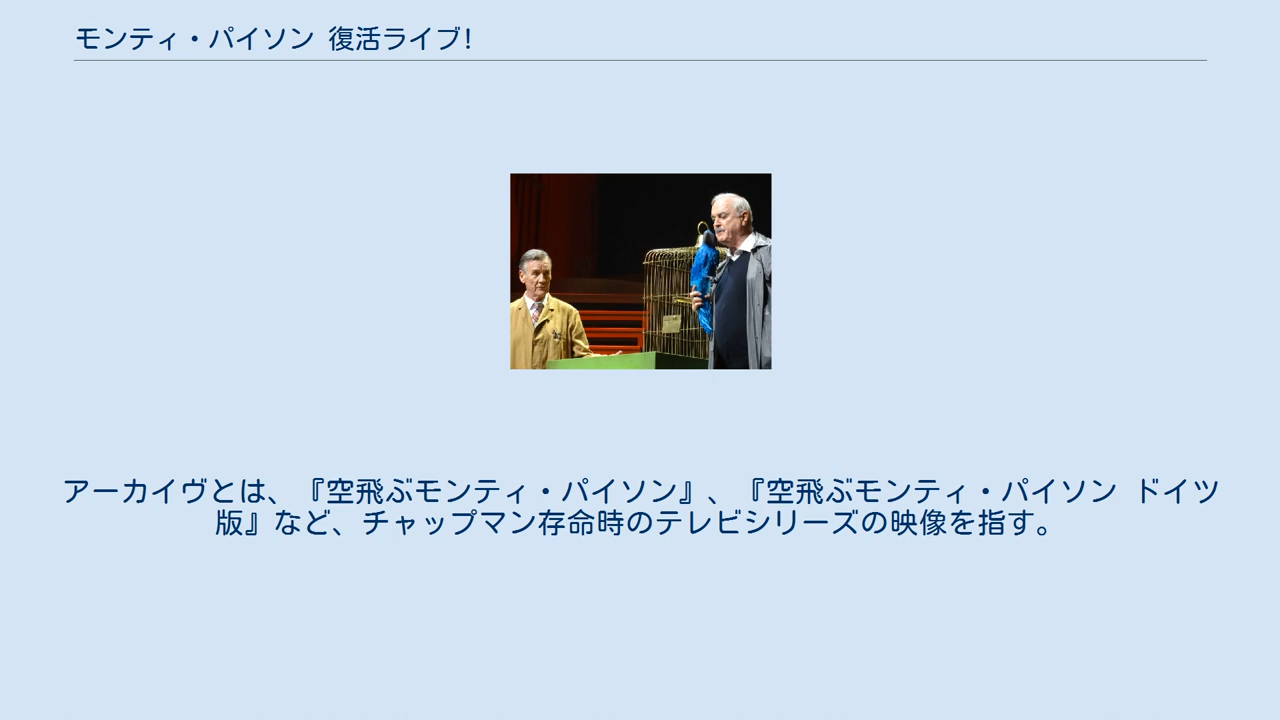 モンティ・パイソン 復活ライブ!
アーカイヴとは、『空飛ぶモンティ・パイソン』、『空飛ぶモンティ・パイソン ドイツ
版』など、チャップマン存命時のテレビシリーズの映像を指す。